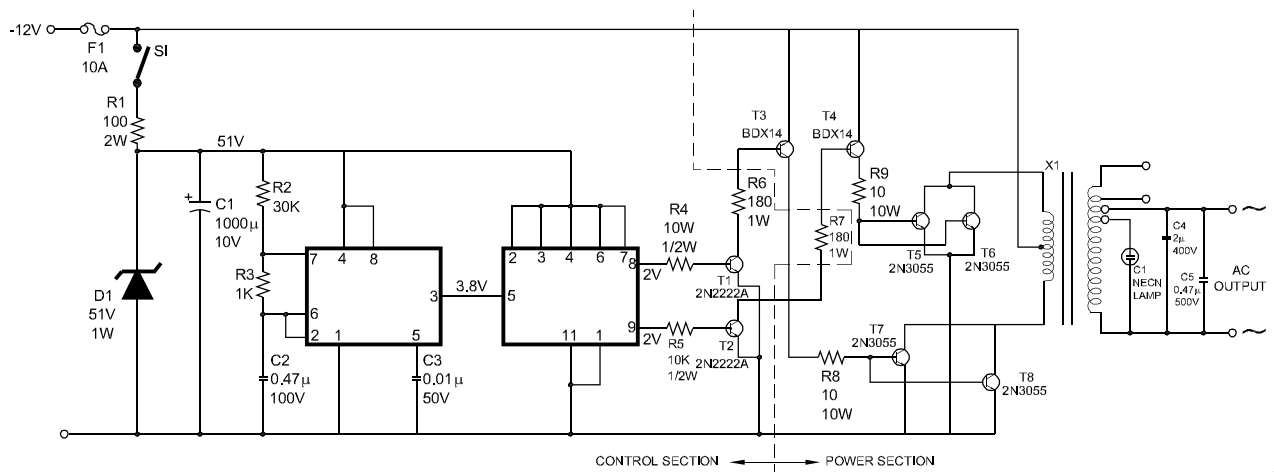 -12V
F1
10A
SI
R1
100
2W
51V
D1
51V
1W
C1
1000µ
10V
+
R2
30K
R3
1K
C2
0.47µ
100V
7
4
8
3
6
2
1
5
C3
0.01µ
50V
3.8V
2
3
4
6
7
8
5
9
11
1
2V
2V
R4
10W
1/2W
R5
10K
1/2W
T1
2N2222A
T2
2N2222A
R6
180
1W
T3
BDX14
T4
BDX14
R7
180
1W
R9
10
10W
T5
2N3055
T6
2N3055
T7
2N3055
R8
10
10W
T8
2N3055
X1
C1
NECN
LAMP
C4
2µ
400V
C5
0.47µ
500V
AC
OUTPUT
CONTROL SECTION
POWER SECTION